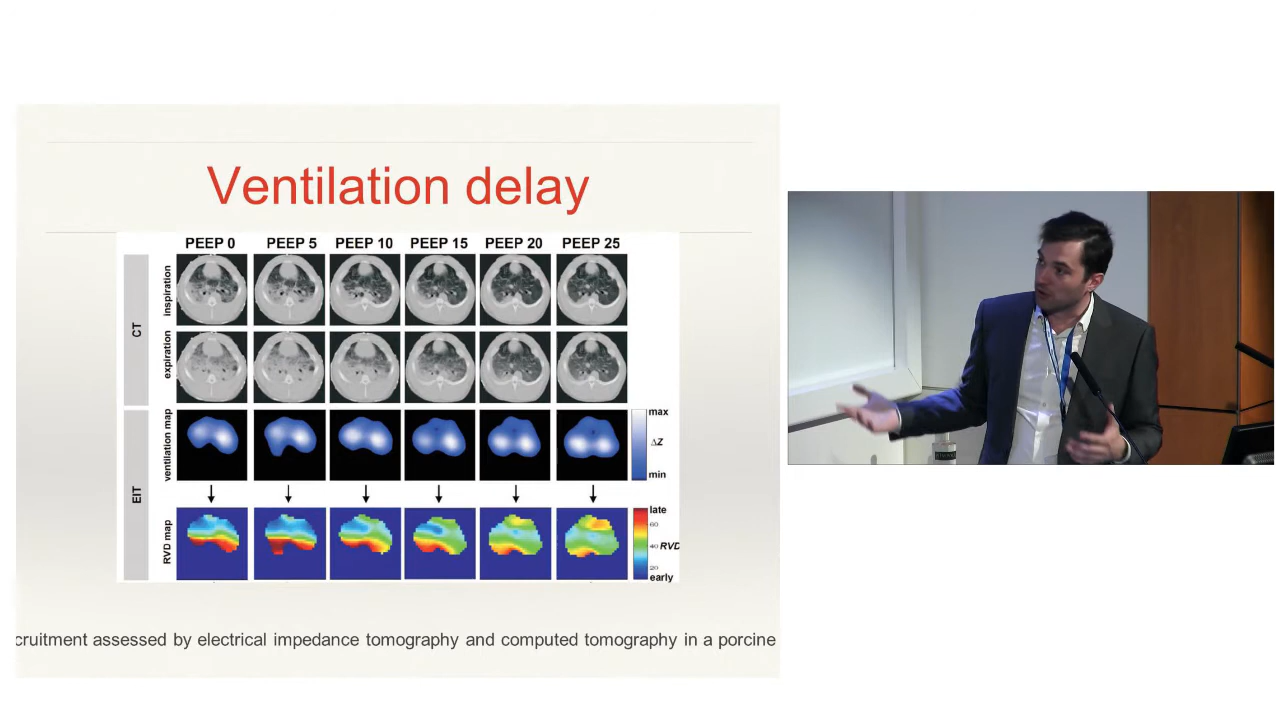 Ventilation delay
PEEP 0 PEEP 5 PEEP 10 PEEP 15 PEEP 20 PEEP 25
CT
inspiration
expiration
EIT
ventilation map
max
ΔZ
min
RVD map
late
60
40 RVD
20
early
cruitment assessed by electrical impedance tomography and computed tomography in a porcine